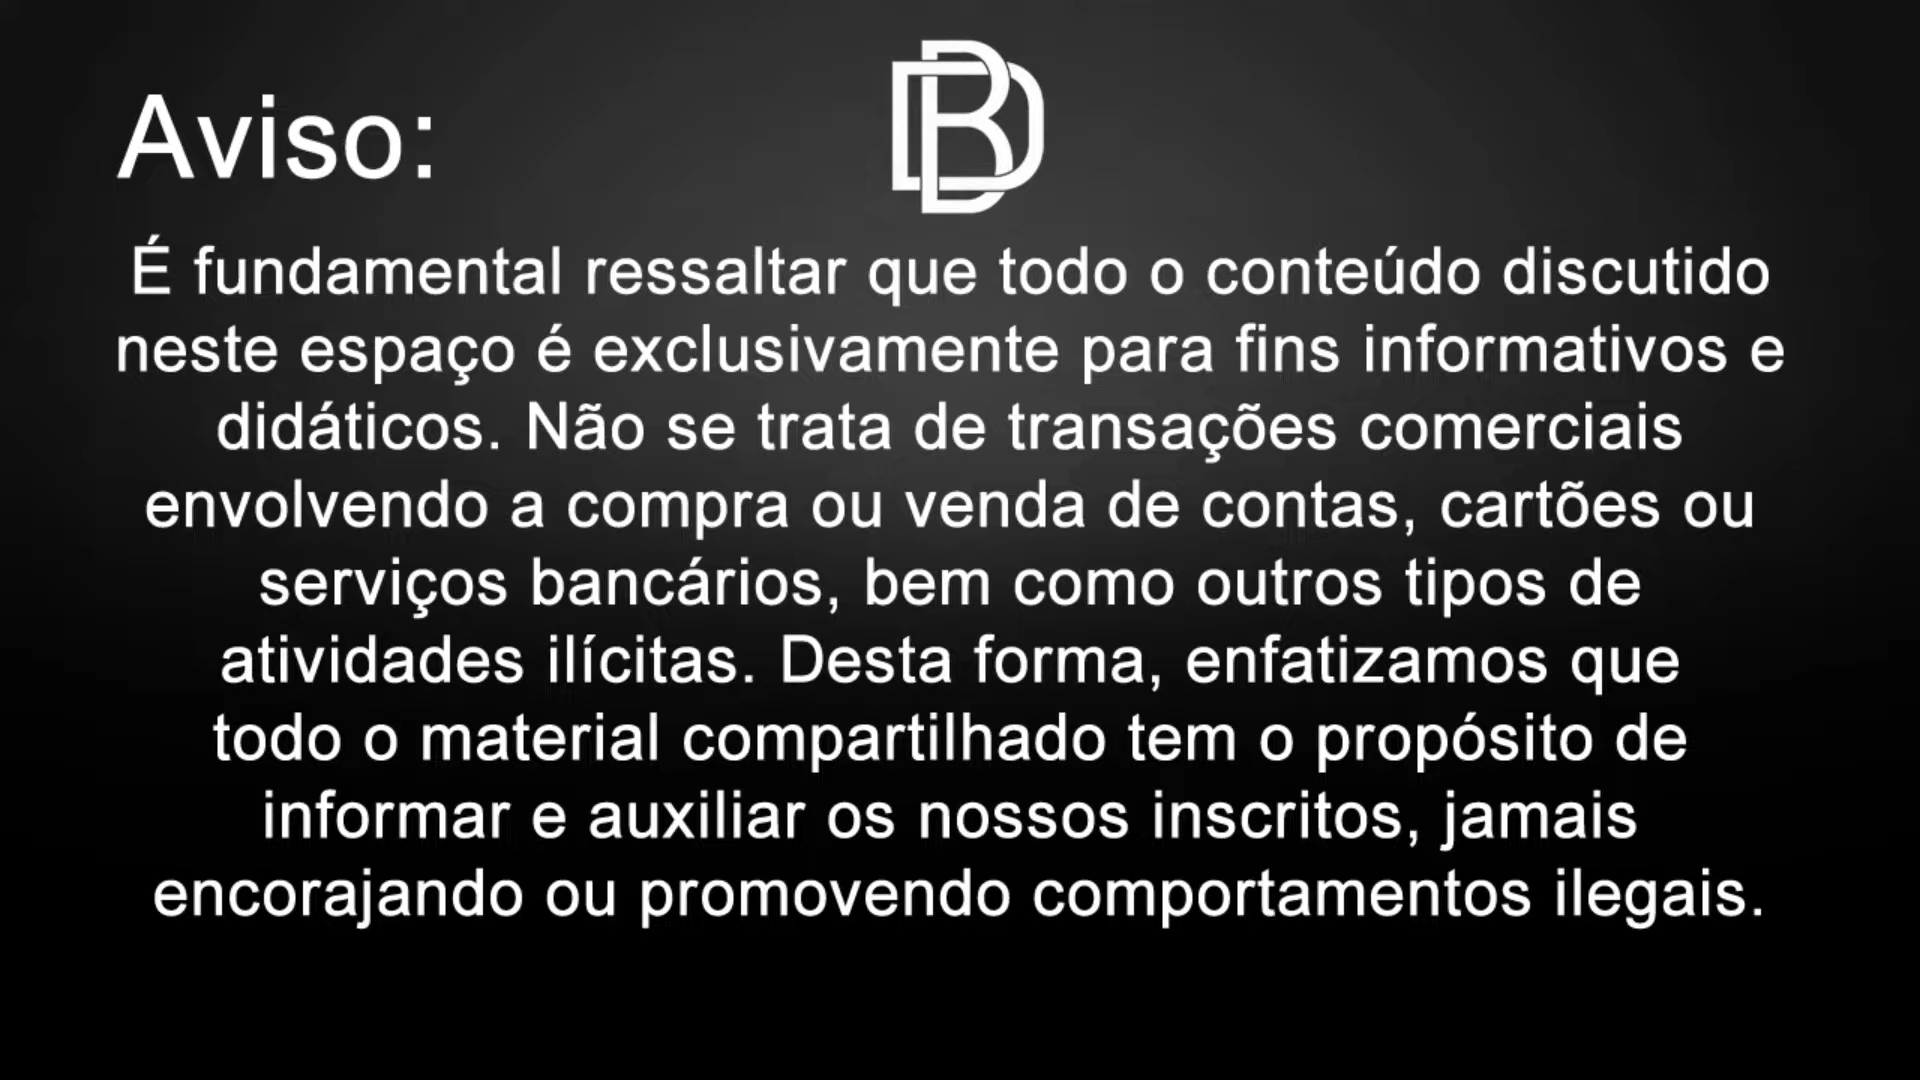 BD
Aviso:
É fundamental ressaltar que todo o conteúdo discutido
neste espaço é exclusivamente para fins informativos e
didáticos. Não se trata de transações comerciais
envolvendo a compra ou venda de contas, cartões ou
serviços bancários, bem como outros tipos de
atividades ilícitas. Desta forma, enfatizamos que
todo o material compartilhado tem o propósito de
informar e auxiliar os nossos inscritos, jamais
encorajando ou promovendo comportamentos ilegais.